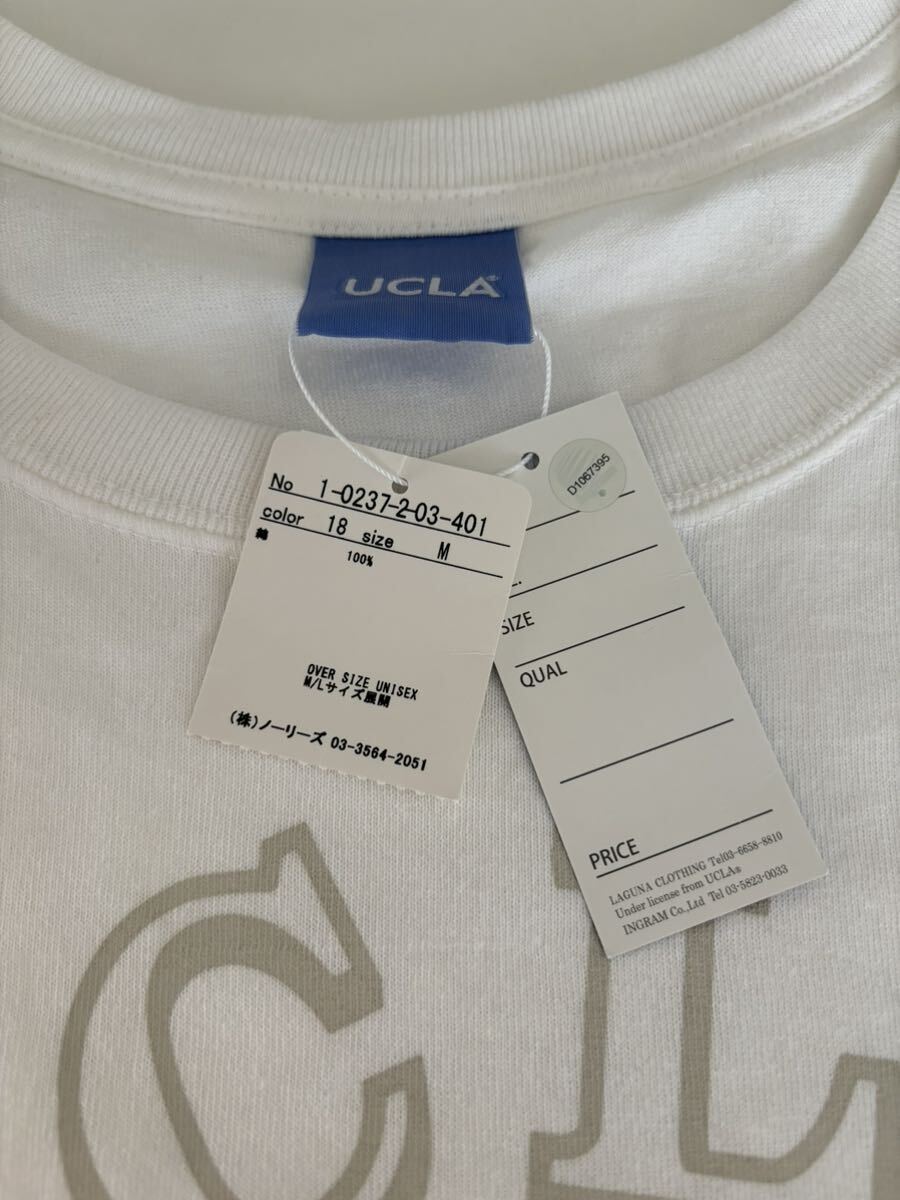 UCLA
No 1-0237-2-03-401
color 18 size M
綿
100%
OVER SIZE UNISEX
M/Lサイズ展開
(株)ノーリーズ 03-3564-2051
D1067395
SIZE
QUAL
PRICE
LAGUNA CLOTHING Tel03-6658-8810
Under license from UCLA®
INGRAM Co.,Ltd Tel 03-5823-0033
CL